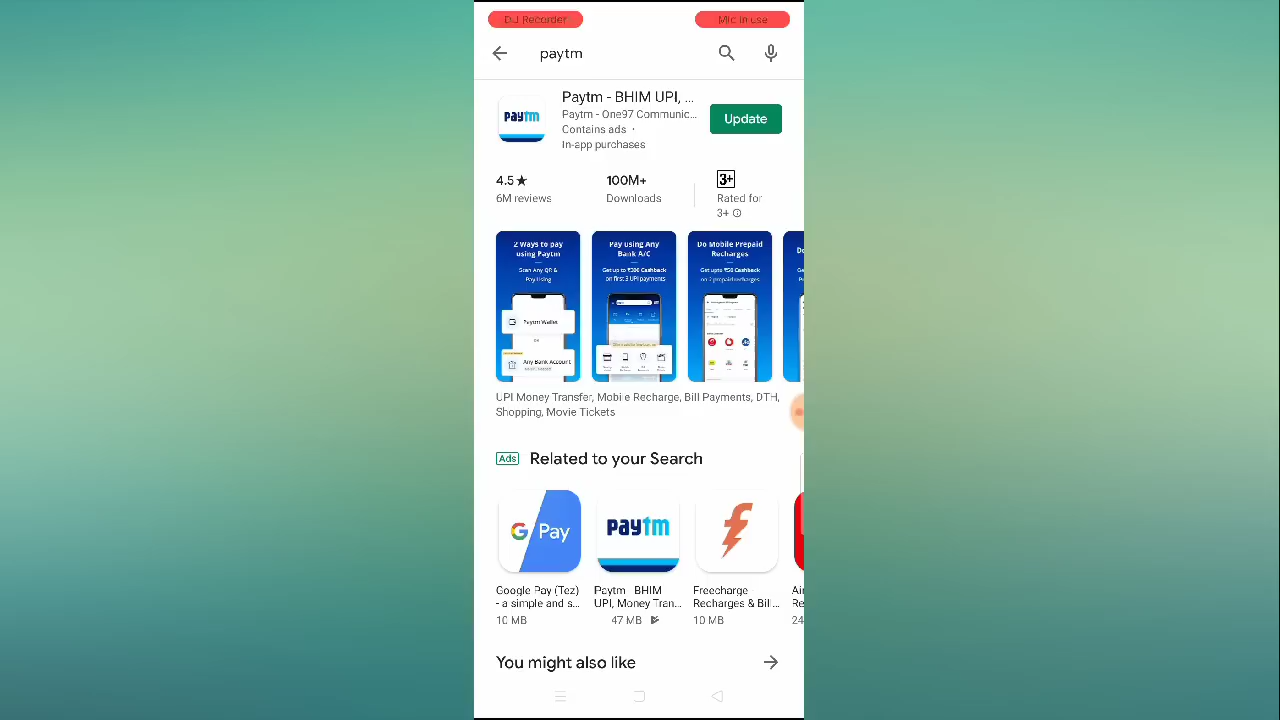 DU Recorder
Mic in use
paytm
Paytm - BHIM UPI, ...
Paytm - One97 Communic...
Contains ads •
In-app purchases
Update
4.5★
6M reviews
100M+
Downloads
3+
Rated for
3+
2 Ways to pay
using Paytm
Scan Any QR &
Pay Using
Paytm Wallet
OR
Any Bank Account
Pay using Any
Bank A/C
Get up to ₹300 Cashback
on first 3 UPI payments
Do Mobile Prepaid
Recharges
Get upto ₹50 Cashback
on 2 prepaid recharges
UPI Money Transfer, Mobile Recharge, Bill Payments, DTH,
Shopping, Movie Tickets
Ads
Related to your Search
G Pay
paytm
Google Pay (Tez)
- a simple and s...
10 MB
Paytm - BHIM
UPI, Money Tran...
47 MB
Freecharge
Recharges & Bill...
10 MB
You might also like